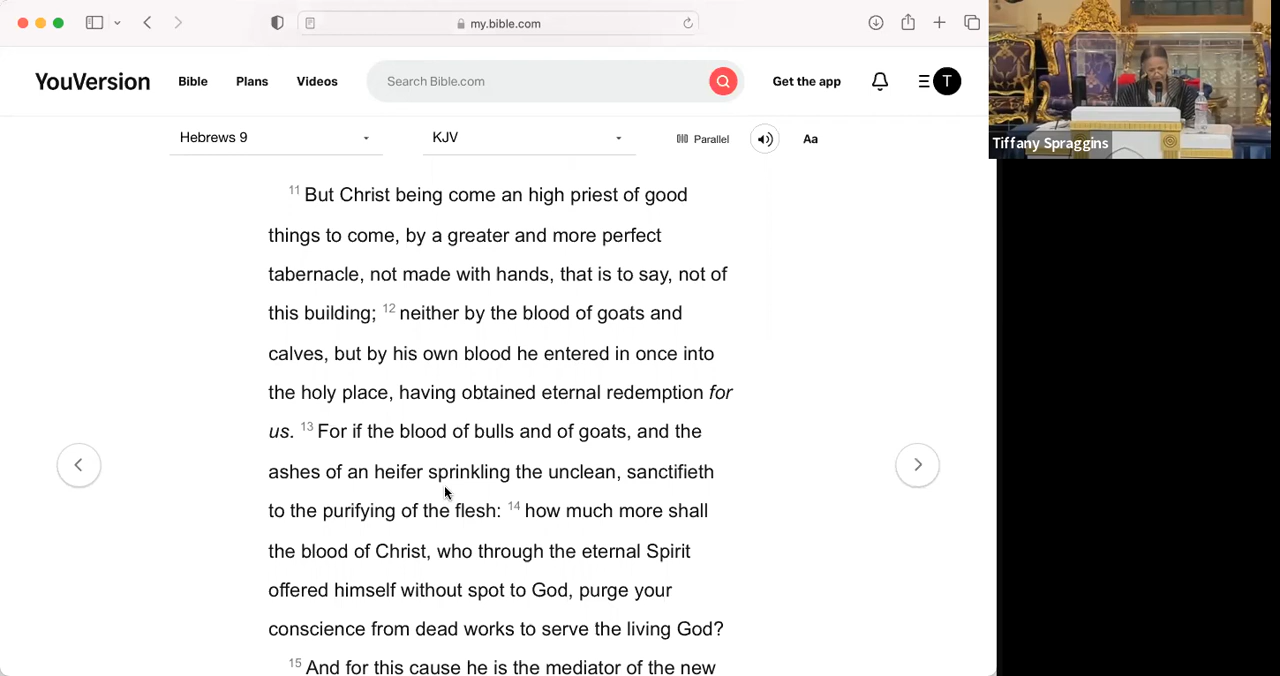 my.bible.com
YouVersion Bible Plans Videos Search Bible.com Get the app T
Hebrews 9 KJV Parallel Aa
Tiffany Spraggins
11 But Christ being come an high priest of good
things to come, by a greater and more perfect
tabernacle, not made with hands, that is to say, not of
this building; 12 neither by the blood of goats and
calves, but by his own blood he entered in once into
the holy place, having obtained eternal redemption for
us. 13 For if the blood of bulls and of goats, and the
ashes of an heifer sprinkling the unclean, sanctifieth
to the purifying of the flesh: 14 how much more shall
the blood of Christ, who through the eternal Spirit
offered himself without spot to God, purge your
conscience from dead works to serve the living God?
15 And for this cause he is the mediator of the new